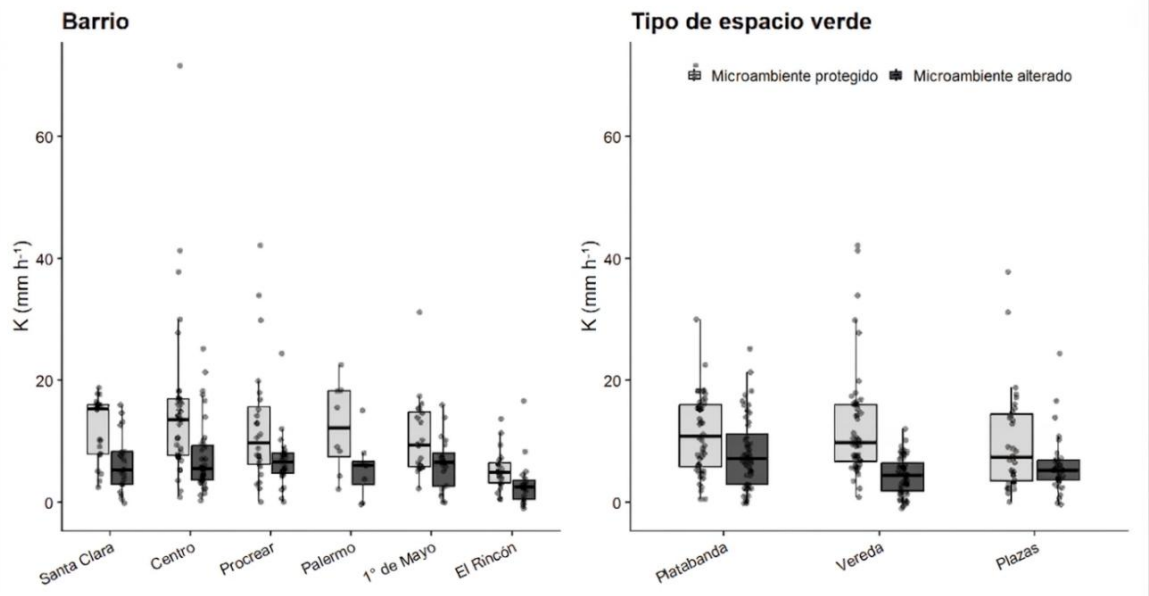 Barrio
K (mm h⁻¹)
60
40
20
0
Santa Clara
Centro
Procrear
Palermo
1° de Mayo
El Rincón
Tipo de espacio verde
Microambiente protegido
Microambiente alterado
K (mm h⁻¹)
60
40
20
0
Platabanda
Vereda
Plazas